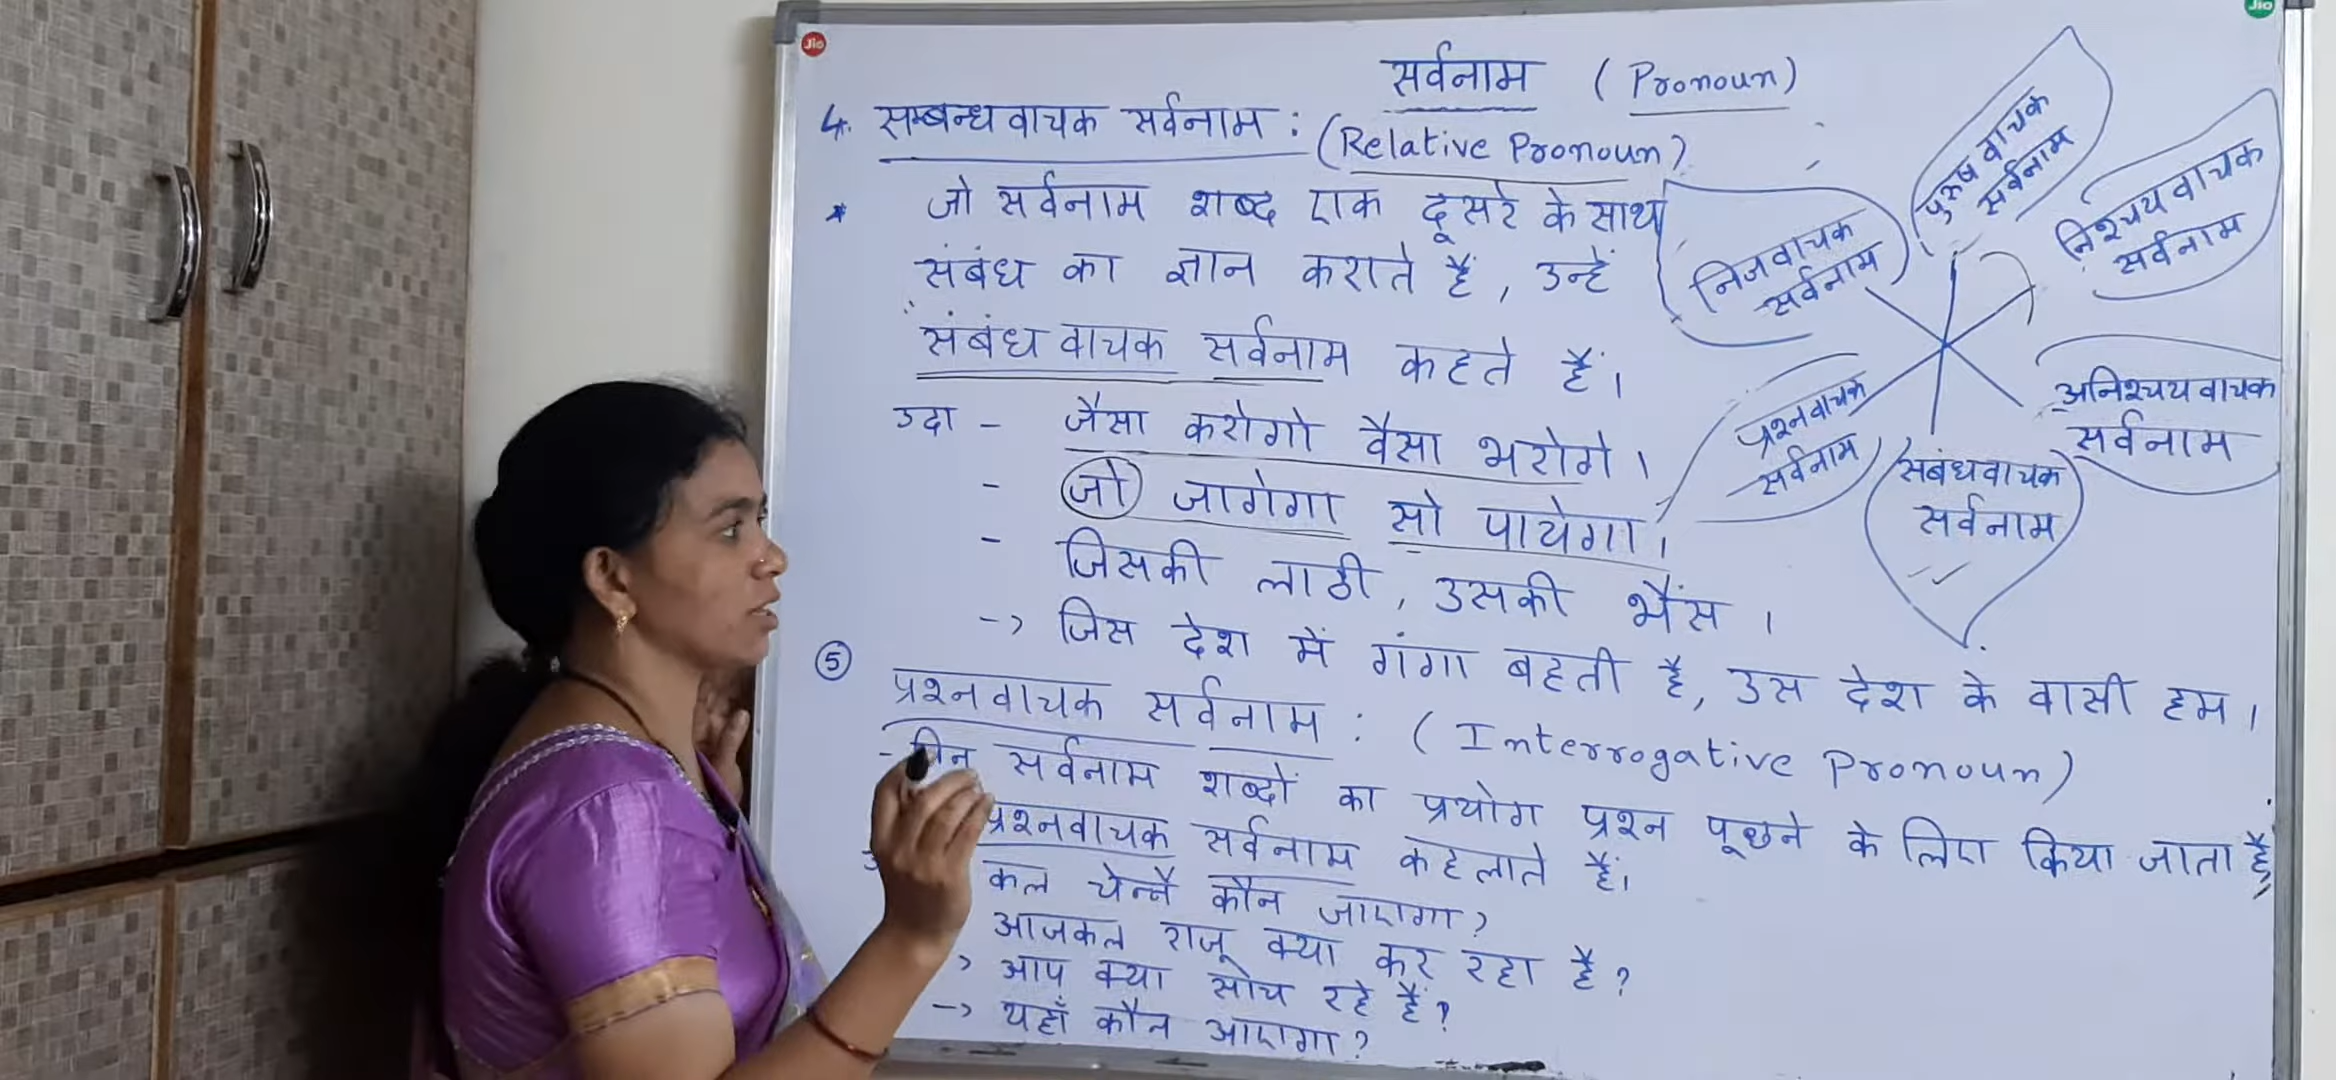 Jio
Jio
सर्वनाम (Pronoun)
4. सम्बन्धवाचक सर्वनाम : (Relative Pronoun)
* जो सर्वनाम शब्द एक दूसरे के साथ
संबंध का ज्ञान कराते हैं, उन्हें
संबंध वाचक सर्वनाम कहते हैं।
उदा - जैसा करोगो वैसा भरोगे।
- जो जागेगा सो पायेगा।
- जिसकी लाठी, उसकी भैंस।
-> जिस देश में गंगा बहती है, उस देश के वासी हम।
5 प्रश्नवाचक सर्वनाम : (Interrogative Pronoun)
- सर्वनाम शब्दों का प्रयोग प्रश्न पूछने के लिए किया जाता है,
प्रश्नवाचक सर्वनाम कहलाते हैं।
कल चेन्नै कौन जाएगा?
आजकल राजू क्या कर रहा है?
> आप क्या सोच रहे हैं?
-> यहाँ कौन आएगा?
पुरुष वाचक
सर्वनाम
निश्चयवाचक
सर्वनाम
अनिश्चयवाचक
सर्वनाम
संबंधवाचक
सर्वनाम
प्रश्नवाचक
सर्वनाम
निजवाचक
सर्वनाम